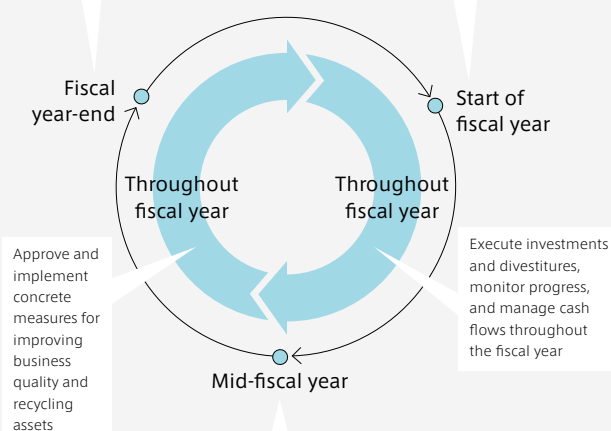 Fiscal
year-end
Start of
fiscal year
Throughout
fiscal year
Throughout
fiscal year
Approve and
implement
concrete
measures for
improving
business
quality and
recycling
assets
Execute investments
and divestitures,
monitor progress,
and manage cash
flows throughout
the fiscal year
Mid-fiscal year